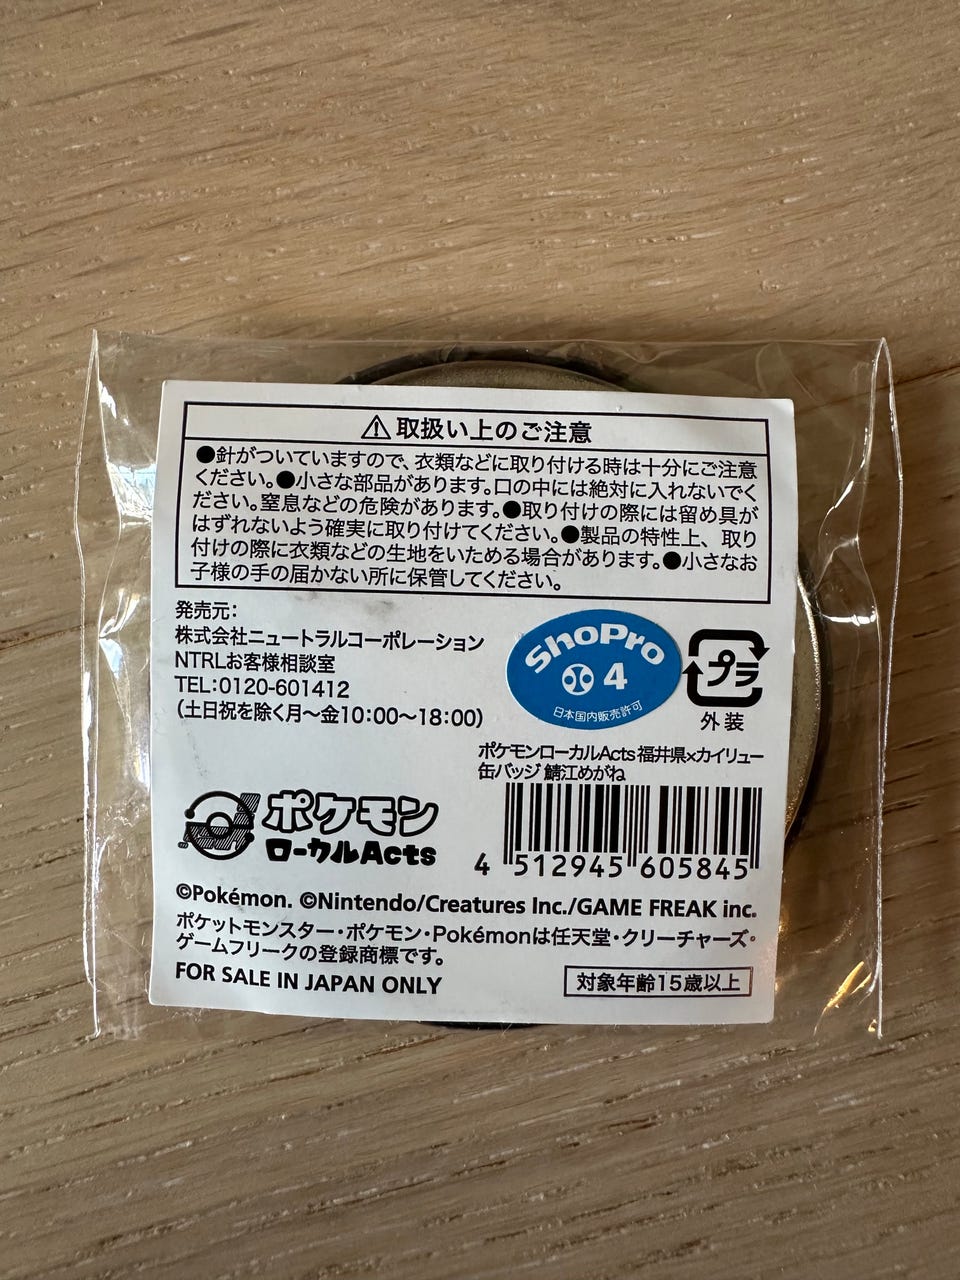 ⚠取扱い上のご注意
●針がついていますので、衣類などに取り付ける時は十分にご注意
ください。●小さな部品があります。口の中には絶対に入れないでく
ださい。窒息などの危険があります。●取り付けの際には留め具が
はずれないよう確実に取り付けてください。●製品の特性上、取り
付けの際に衣類などの生地をいためる場合があります。●小さなお
子様の手の届かない所に保管してください。
発売元：
株式会社ニュートラルコーポレーション
NTRLお客様相談室
TEL:0120-601412
(土日祝を除く月～金10:00～18:00)
ShoPro
4
日本国内販売許可
プラ
外装
ポケモンローカルActs 福井県×カイリュー
缶バッジ 鯖江めがね
4 512945 605845
ポケモン
ローカルActs
©Pokémon. ©Nintendo/Creatures Inc./GAME FREAK inc.
ポケットモンスター・ポケモン・Pokémonは任天堂・クリーチャーズ・
ゲームフリークの登録商標です。
FOR SALE IN JAPAN ONLY
対象年齢15歳以上